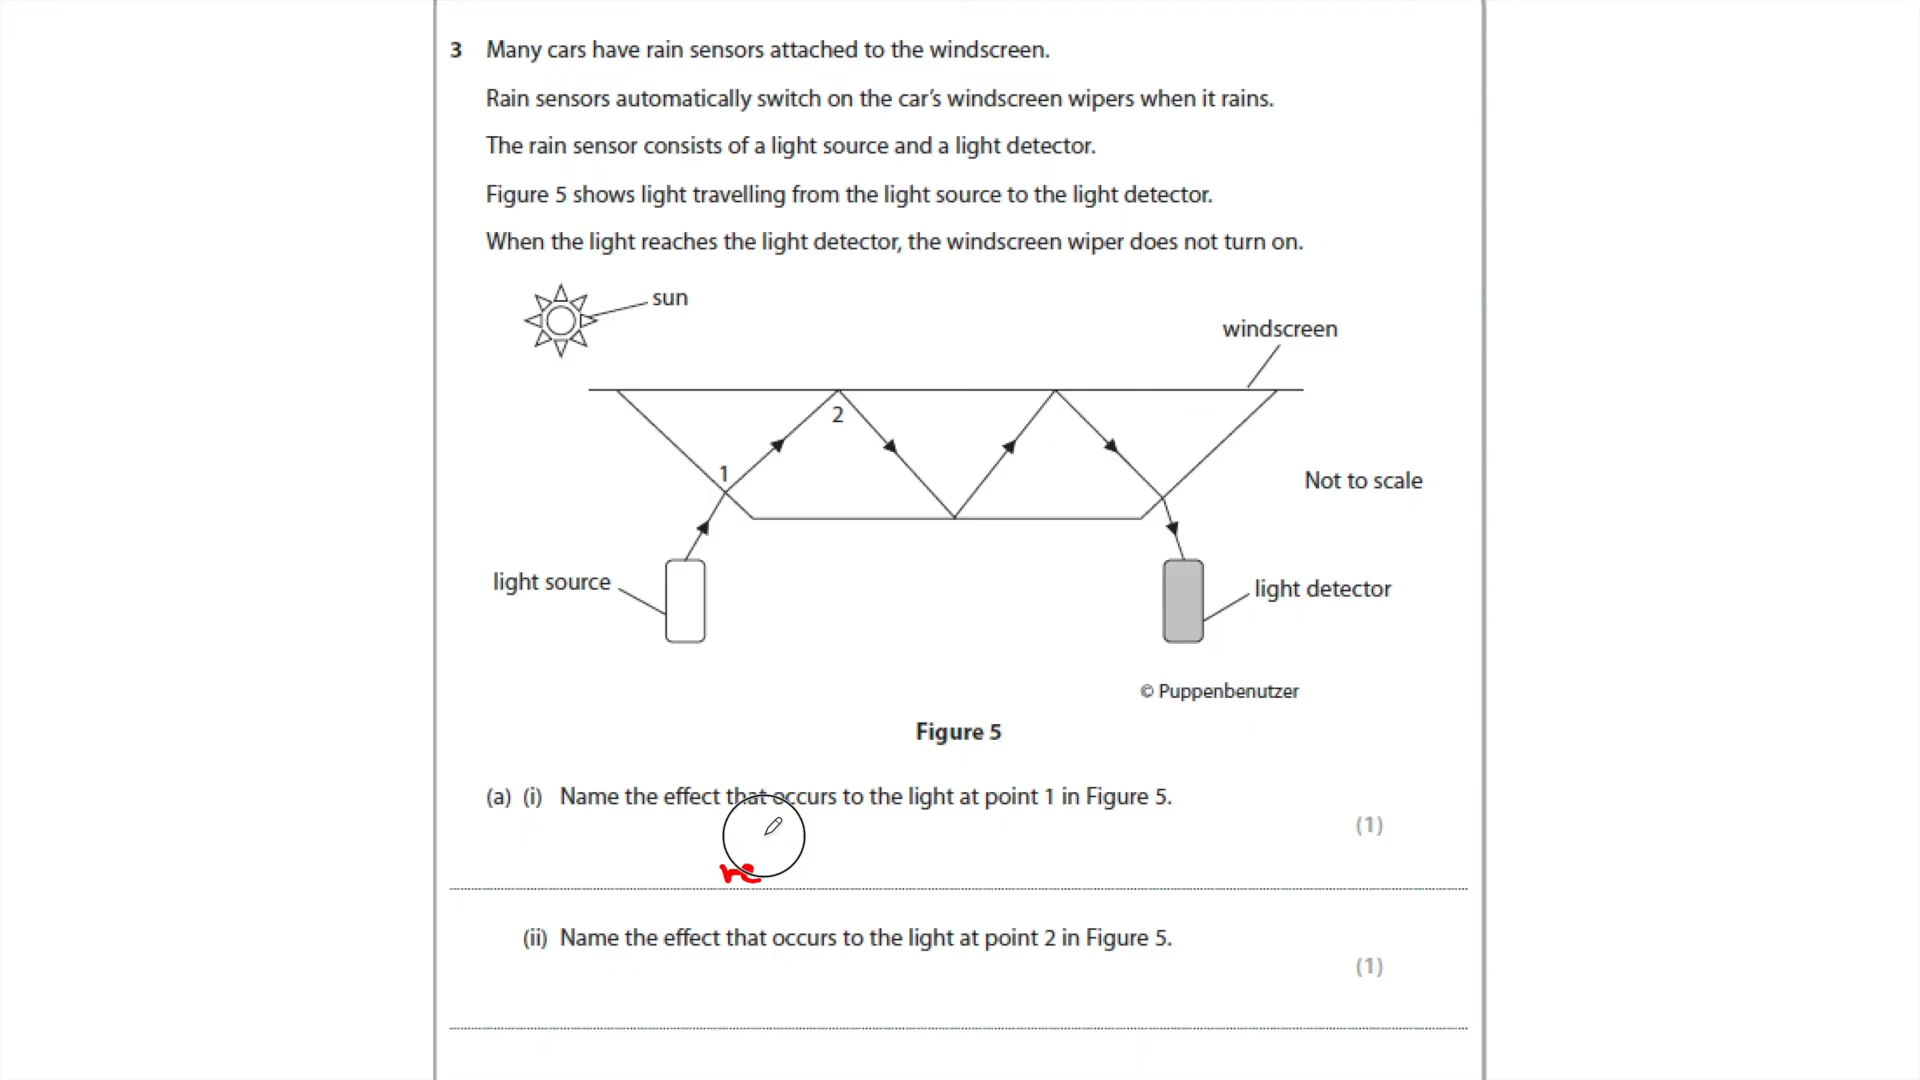 3 Many cars have rain sensors attached to the windscreen.
Rain sensors automatically switch on the car's windscreen wipers when it rains.
The rain sensor consists of a light source and a light detector.
Figure 5 shows light travelling from the light source to the light detector.
When the light reaches the light detector, the windscreen wiper does not turn on.
sun
windscreen
2
1
Not to scale
light source
light detector
© Puppenbenutzer
Figure 5
(a) (i) Name the effect that occurs to the light at point 1 in Figure 5.
(1)
re
(ii) Name the effect that occurs to the light at point 2 in Figure 5.
(1)